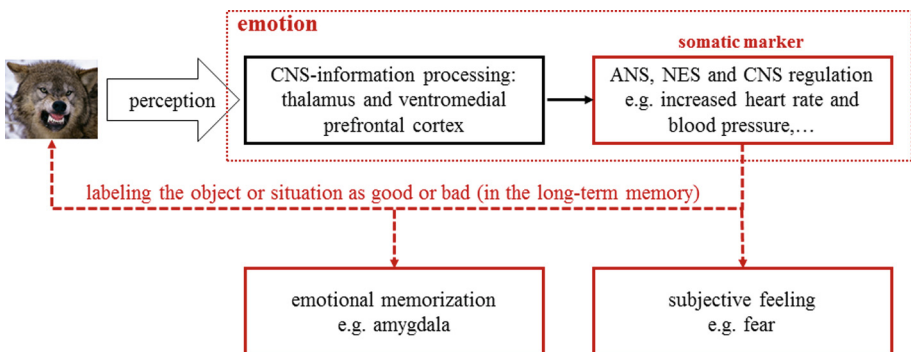 emotion
somatic marker
perception
CNS-information processing:
thalamus and ventromedial
prefrontal cortex
ANS, NES and CNS regulation
e.g. increased heart rate and
blood pressure,…
labeling the object or situation as good or bad (in the long-term memory)
emotional memorization
e.g. amygdala
subjective feeling
e.g. fear